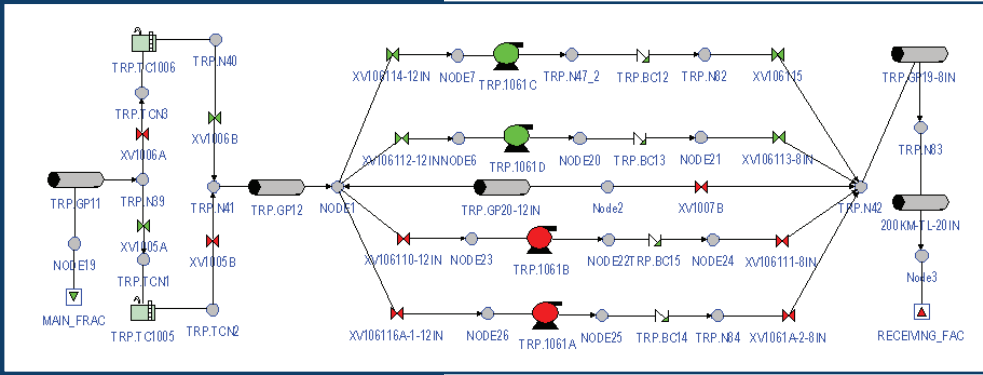 TRP.TC1006
TRP.N40
TRP.TCN3
XV1006A
XV1006B
TRP.GP11
TRP.N39
TRP.N41
TRP.GP12
NODE1
XV1005A
XV1005B
NODE19
TRP.TCN1
MAIN_FRAC
TRP.TC1005
TRP.TCN2
XV106114-12IN
NODE7
TRP.1061C
TRP.N47_2
TRP.BC12
TRP.N82
XV106115
XV106112-12IN
NODE6
TRP.1061D
NODE20
TRP.BC13
NODE21
XV106113-8IN
TRP.GP20-12IN
Node2
XV1007B
TRP.N42
XV106110-12IN
NODE23
TRP.1061B
NODE22
TRP.BC15
NODE24
XV106111-8IN
XV106116A-1-12IN
NODE26
TRP.1061A
NODE25
TRP.BC14
TRP.N84
XV1061A-2-8IN
TRP.GP19-8IN
TRP.N83
200KM-TL-20IN
Node3
RECEIVING_FAC